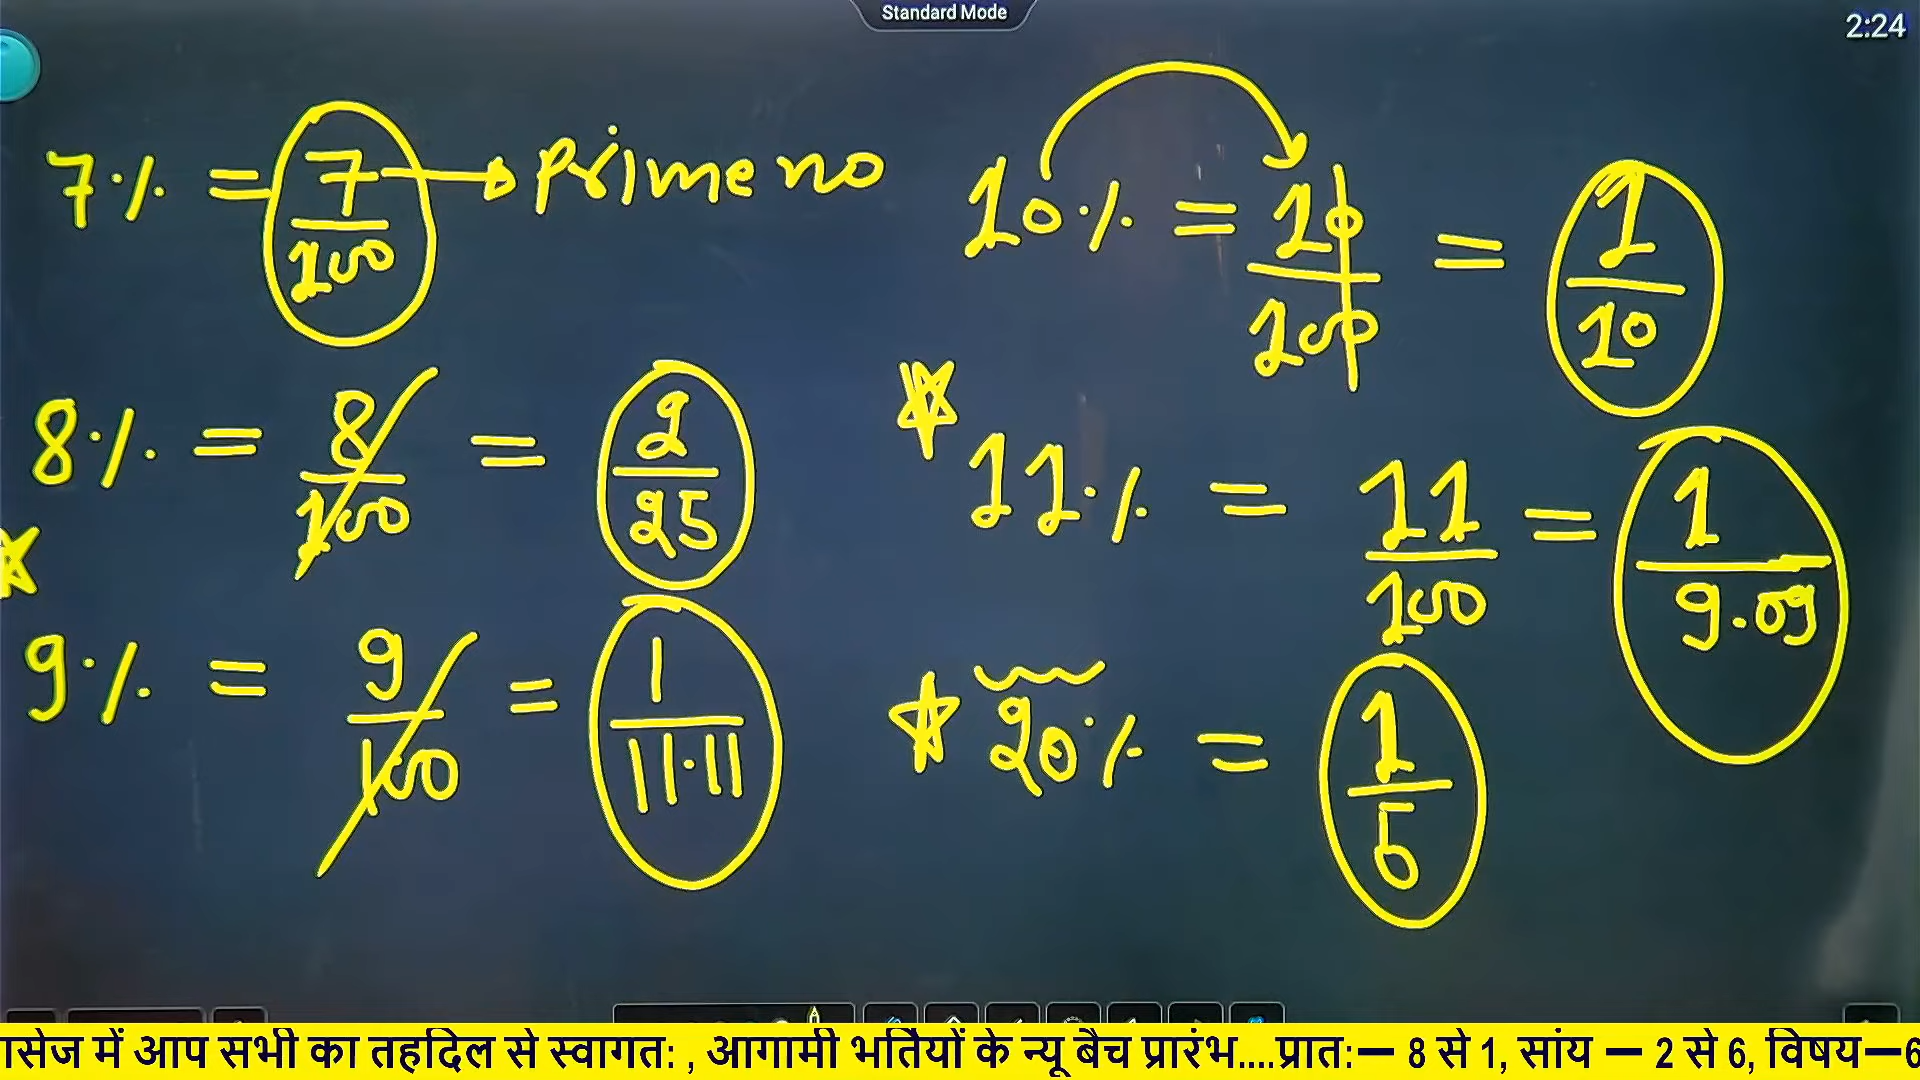 Standard Mode
2:24
7% = 7/100 → Prime no
8% = 8/100 = 2/25
9% = 9/100 = 1/11.11
10% = 10/100 = 1/10
11% = 11/100 = 1/9.09
20% = 1/5
में आप सभी का तहदिल से स्वागत: , आगामी भर्तियों के न्यू बैच प्रारंभ....प्रात:— 8 से 1, सांय — 2 से 6, विषय—